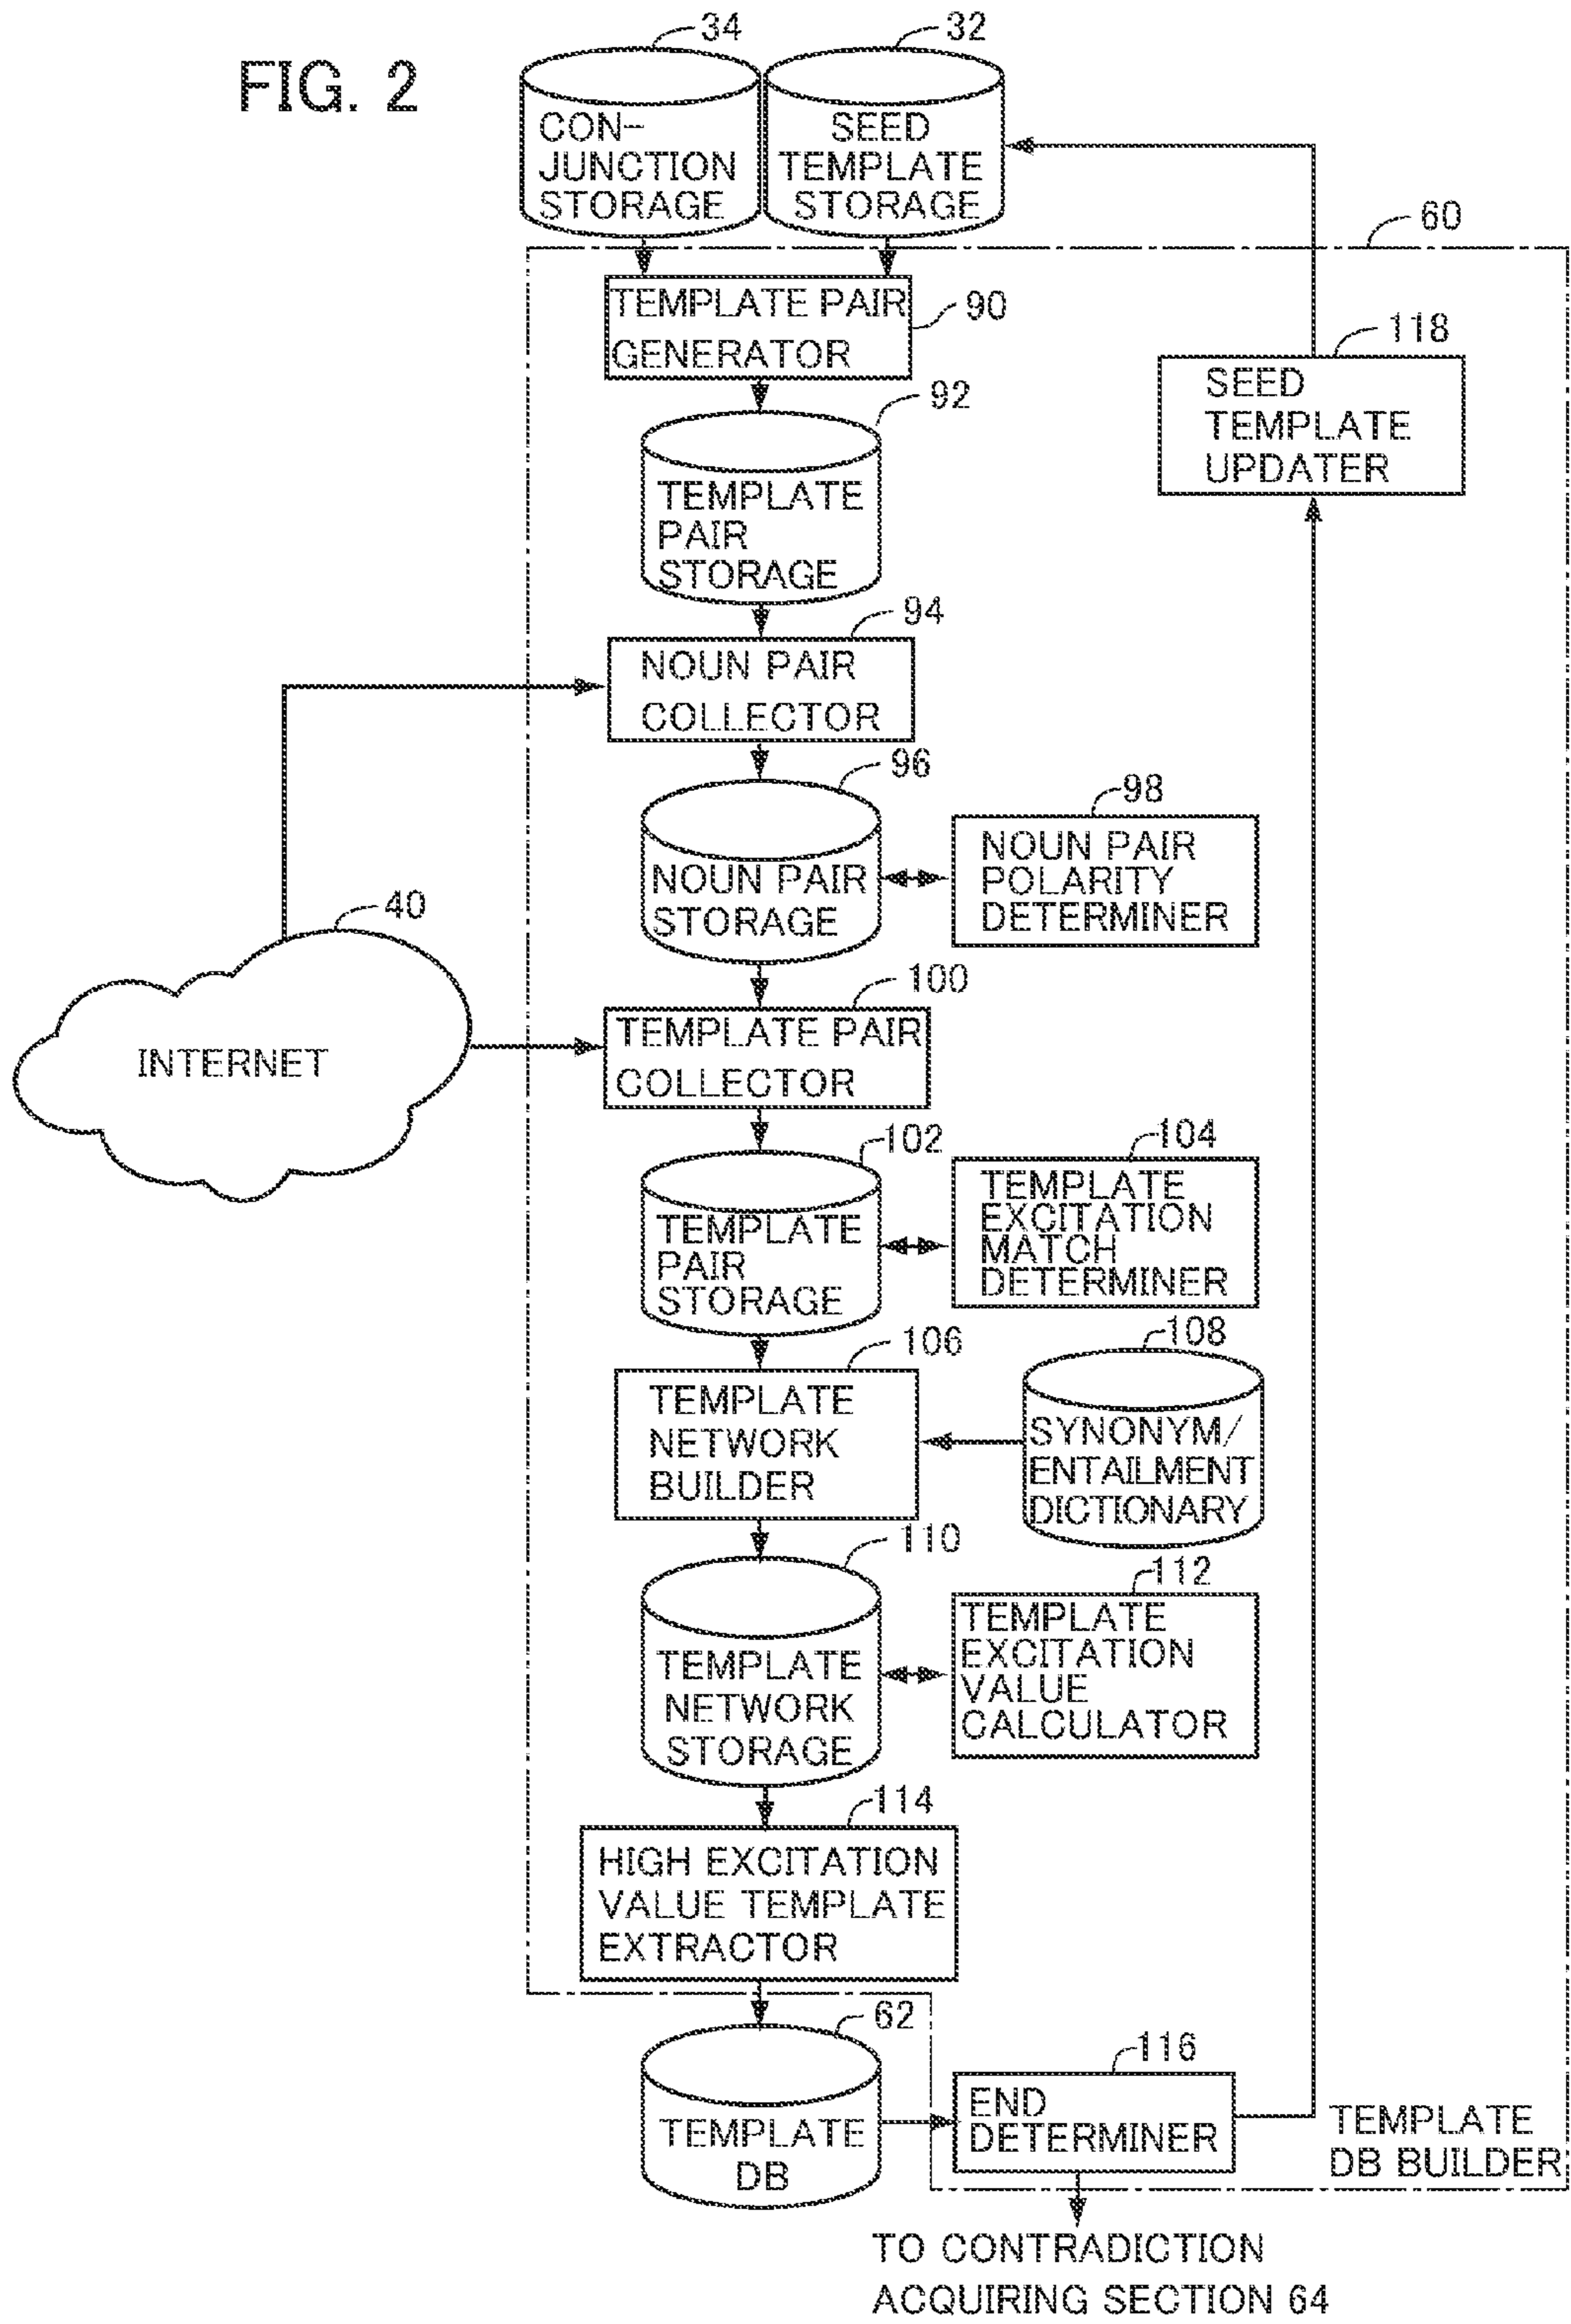 FIG. 2
34
32
CON-
JUNCTION
STORAGE
SEED
TEMPLATE
STORAGE
60
TEMPLATE PAIR
GENERATOR
90
118
SEED
TEMPLATE
UPDATER
92
TEMPLATE
PAIR
STORAGE
94
NOUN PAIR
COLLECTOR
96
NOUN PAIR
STORAGE
98
NOUN PAIR
POLARITY
DETERMINER
40
INTERNET
100
TEMPLATE PAIR
COLLECTOR
102
TEMPLATE
PAIR
STORAGE
104
TEMPLATE
EXCITATION
MATCH
DETERMINER
106
TEMPLATE
NETWORK
BUILDER
108
SYNONYM/
ENTAILMENT
DICTIONARY
110
TEMPLATE
NETWORK
STORAGE
112
TEMPLATE
EXCITATION
VALUE
CALCULATOR
114
HIGH EXCITATION
VALUE TEMPLATE
EXTRACTOR
62
TEMPLATE
DB
116
END
DETERMINER
TEMPLATE
DB BUILDER
TO CONTRADICTION
ACQUIRING SECTION 64